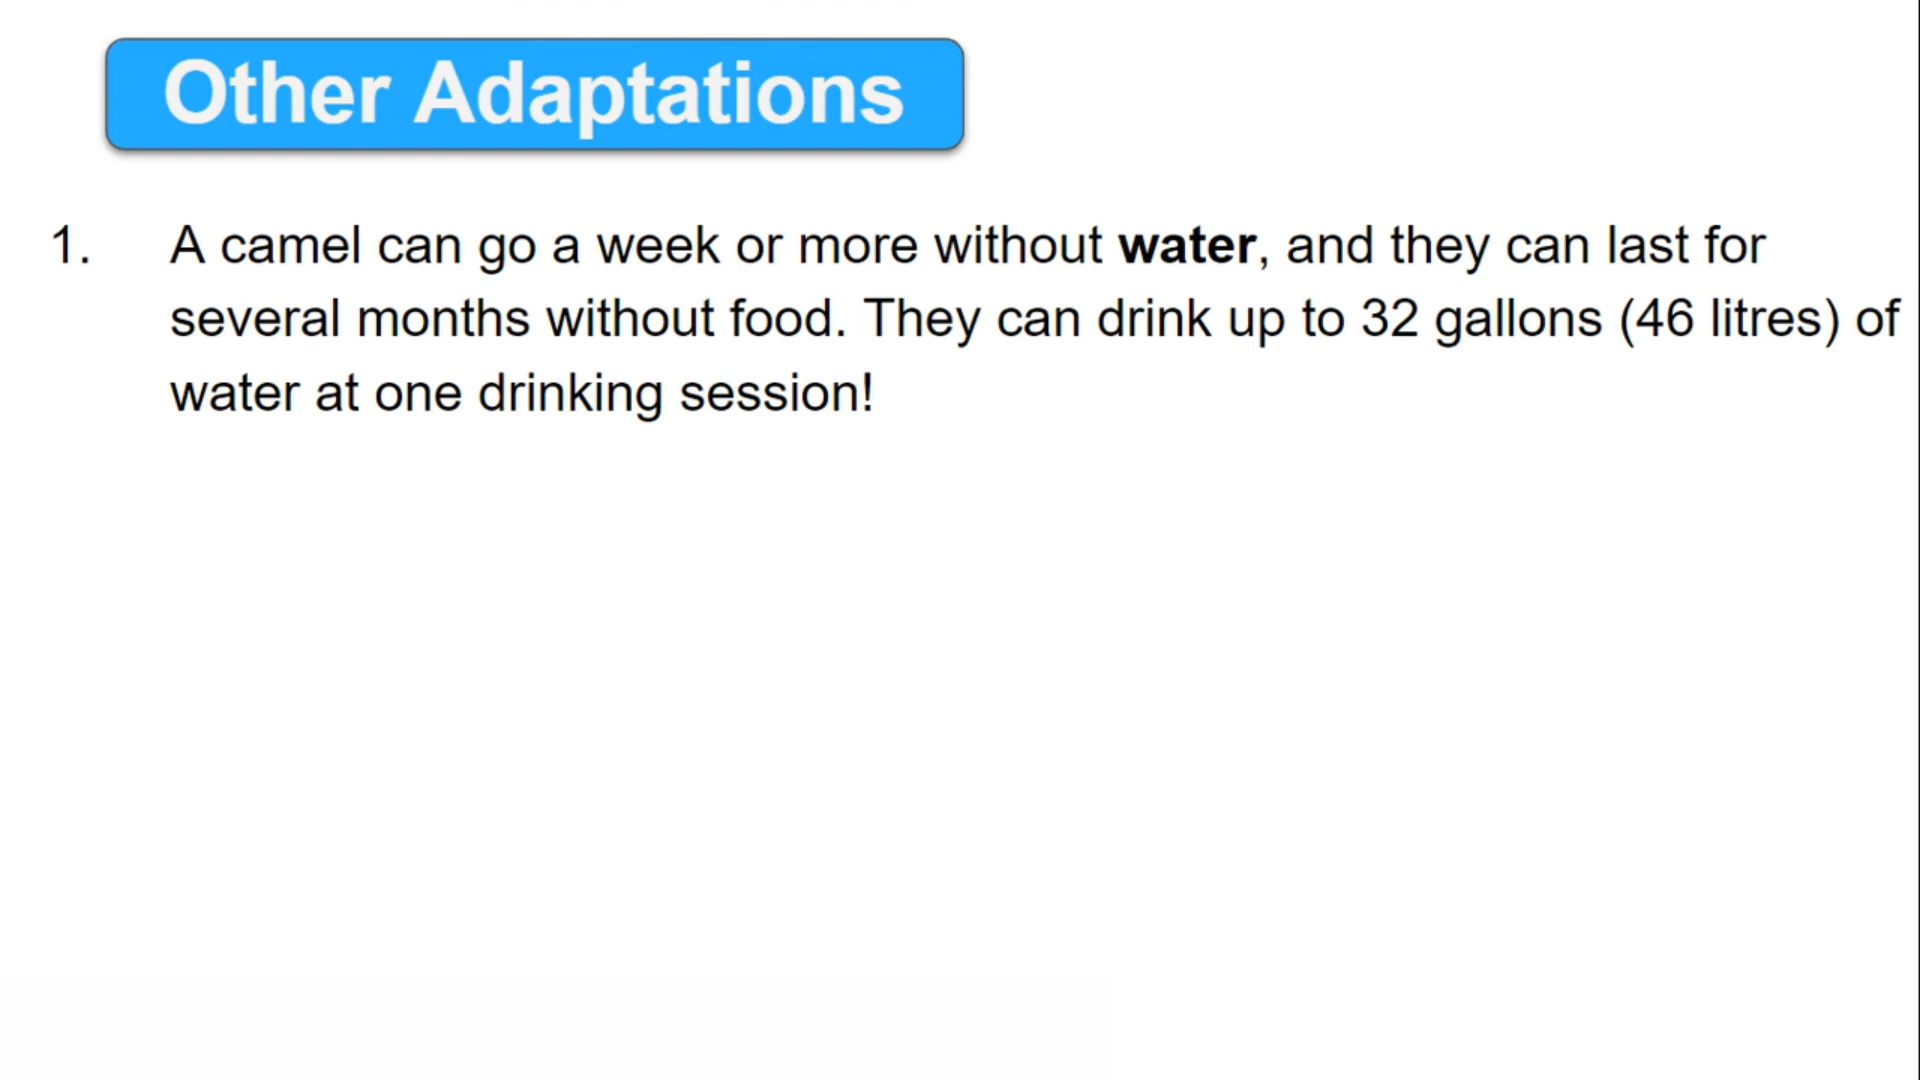 Other Adaptations
1. A camel can go a week or more without water, and they can last for
several months without food. They can drink up to 32 gallons (46 litres) of
water at one drinking session!